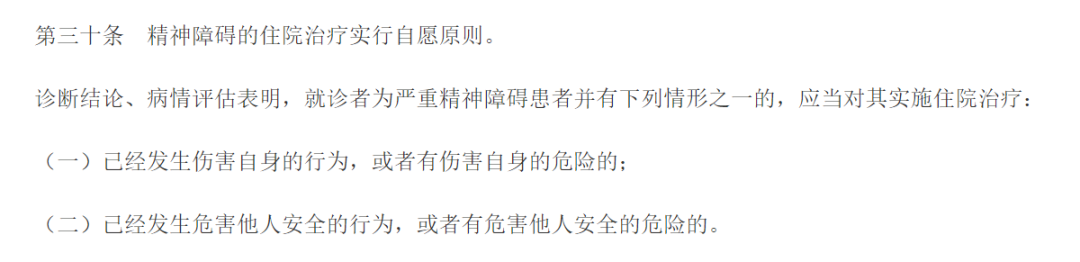 第三十条　精神障碍的住院治疗实行自愿原则。
诊断结论、病情评估表明，就诊者为严重精神障碍患者并有下列情形之一的，应当对其实施住院治疗：
（一）已经发生伤害自身的行为，或者有伤害自身的危险的；
（二）已经发生危害他人安全的行为，或者有危害他人安全的危险的。